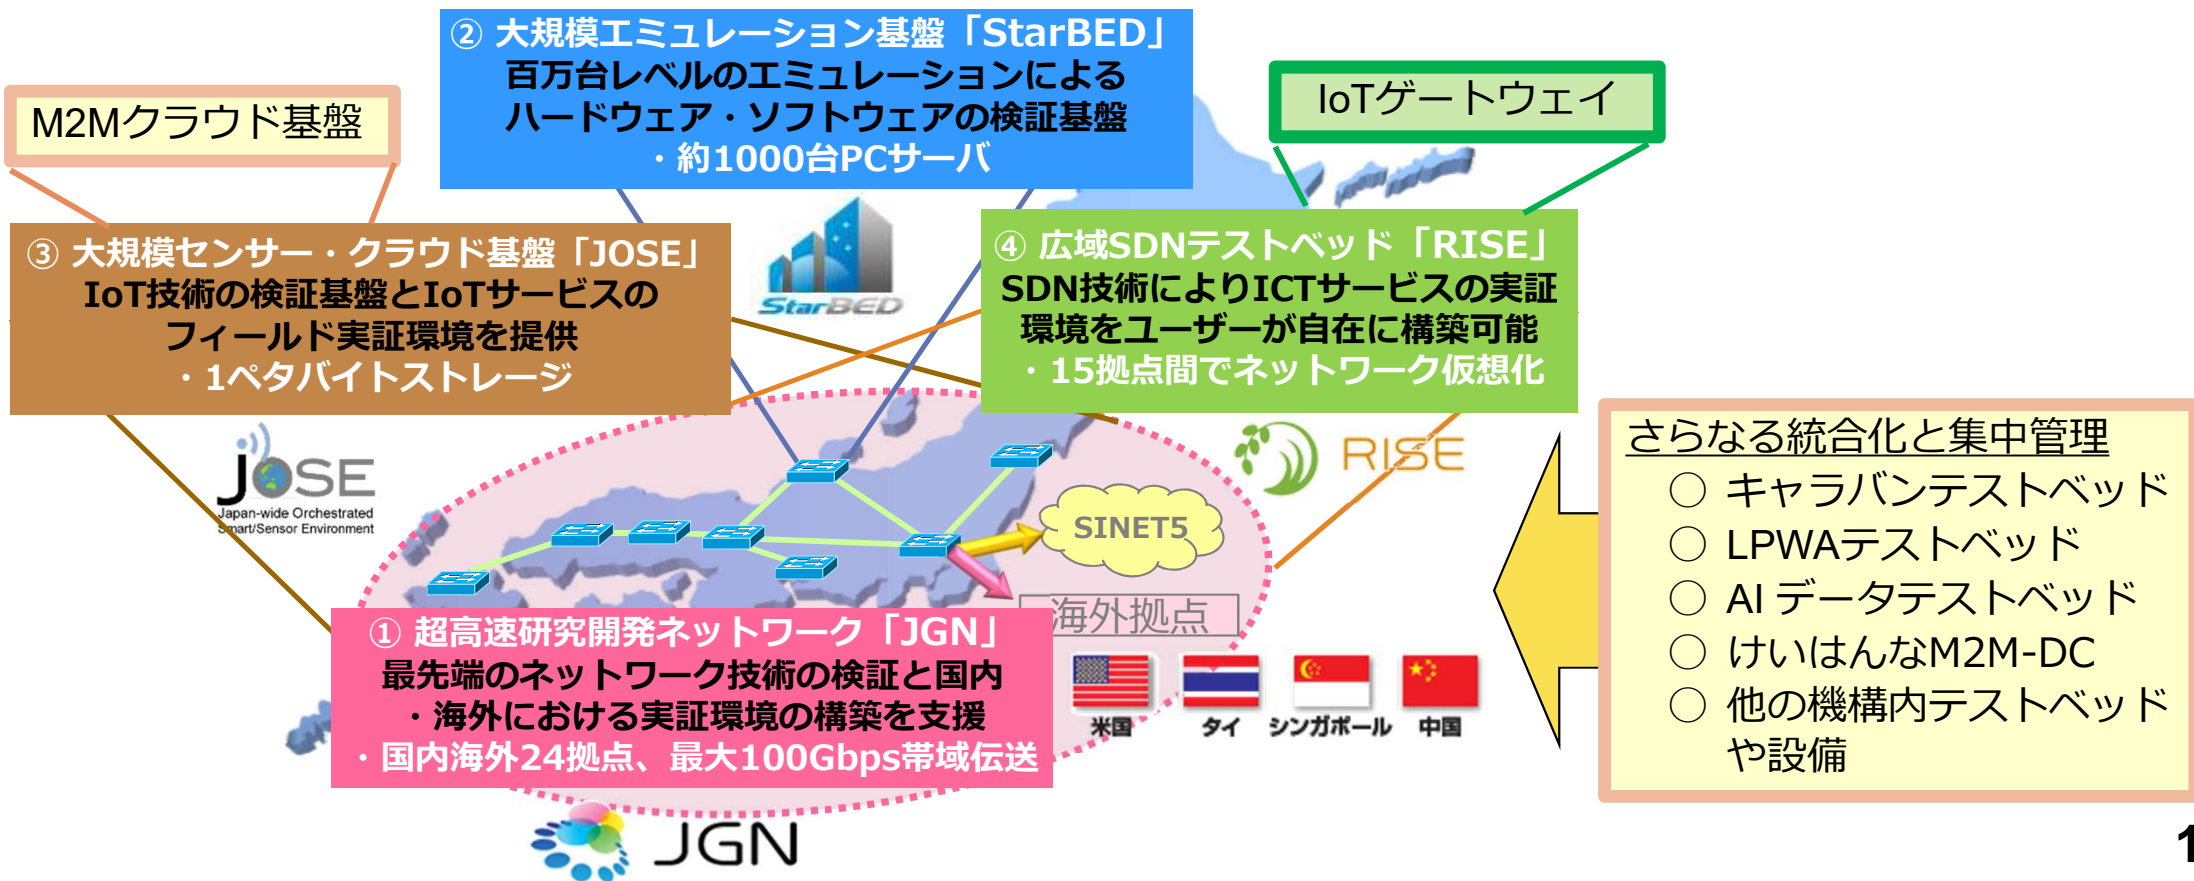 ② 大規模エミュレーション基盤「StarBED」
百万台レベルのエミュレーションによる
ハードウェア・ソフトウェアの検証基盤
・約1000台PCサーバ
M2Mクラウド基盤
IoTゲートウェイ
③ 大規模センサー・クラウド基盤「JOSE」
IoT技術の検証基盤とIoTサービスの
フィールド実証環境を提供
・1ペタバイトストレージ
StarBED
④ 広域SDNテストベッド「RISE」
SDN技術によりICTサービスの実証
環境をユーザーが自在に構築可能
・15拠点間でネットワーク仮想化
JOSE
Japan-wide Orchestrated
Smart/Sensor Environment
RISE
SINET5
海外拠点
① 超高速研究開発ネットワーク「JGN」
最先端のネットワーク技術の検証と国内
・海外における実証環境の構築を支援
・国内海外24拠点、最大100Gbps帯域伝送
米国
タイ
シンガポール
中国
JGN
さらなる統合化と集中管理
○ キャラバンテストベッド
○ LPWAテストベッド
○ AI データテストベッド
○ けいはんなM2M-DC
○ 他の機構内テストベッド
や設備
1